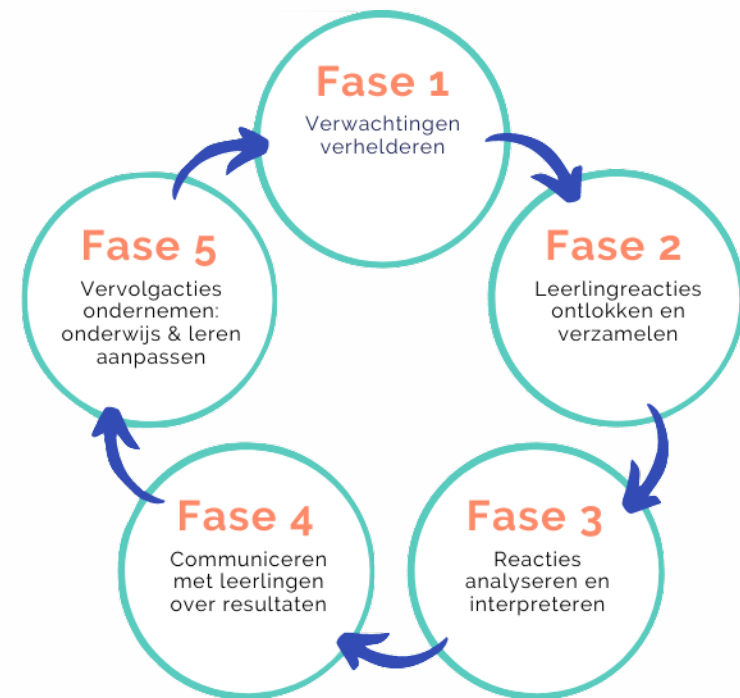 Fase 1
Verwachtingen
verhelderen
Fase 2
Leerlingreacties
ontlokken en
verzamelen
Fase 3
Reacties
analyseren en
interpreteren
Fase 4
Communiceren
met leerlingen
over resultaten
Fase 5
Vervolgacties
ondernemen:
onderwijs & leren
aanpassen